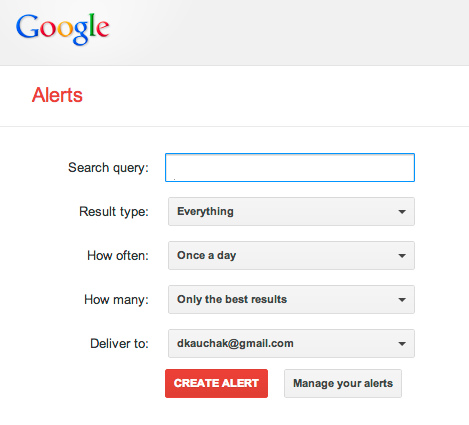 Google
Alerts
Search query:
Result type: Everything
How often: Once a day
How many: Only the best results
Deliver to: dkauchak@gmail.com
CREATE ALERT Manage your alerts